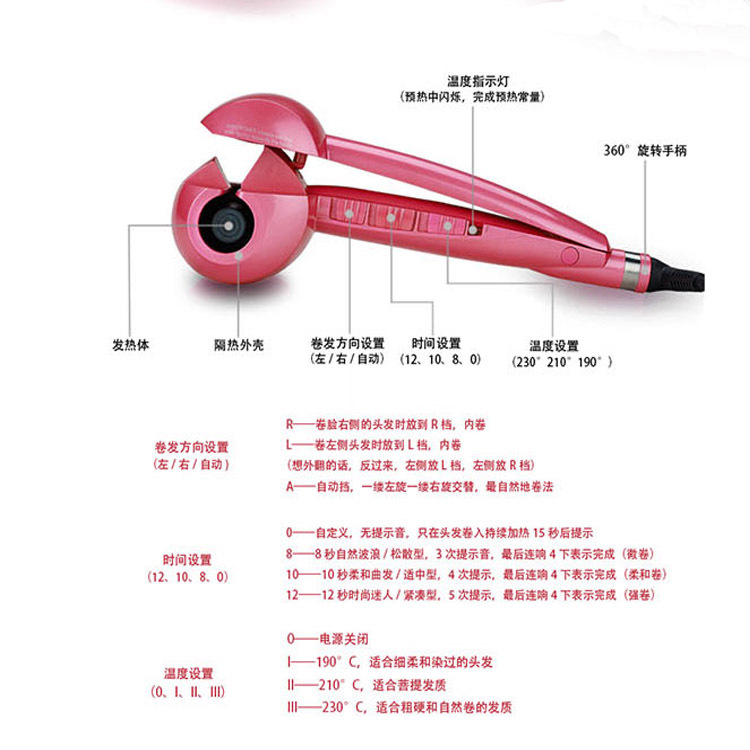 温度指示灯
(预热中闪烁，完成预热常量)
360°旋转手柄
发热体
隔热外壳
卷发方向设置
(左/右/自动)
时间设置
(12、10、8、0)
温度设置
(230°210°190°)
卷发方向设置
(左/右/自动)
R——卷脸右侧的头发时放到 R 档，内卷
L——卷左侧头发时放到 L 档，内卷
(想外翻的话，反过来，左侧放 L 档，左侧放 R 档)
A——自动挡，一缕左旋一缕右旋交替，最自然地卷法
时间设置
(12、10、8、0)
0——自定义，无提示音，只在头发卷入持续加热 15 秒后提示
8——8 秒自然波浪 / 松散型，3 次提示音，最后连响 4 下表示完成（微卷）
10——10 秒柔和曲发 / 适中型，4 次提示，最后连响 4 下表示完成（柔和卷）
12——12 秒时尚迷人 / 紧凑型，5 次提示，最后连响 4 下表示完成（强卷）
温度设置
(0、I、II、III)
O——电源关闭
I——190° C，适合细柔和染过的头发
II——210° C，适合菩提发质
III——230° C，适合粗硬和自然卷的发质